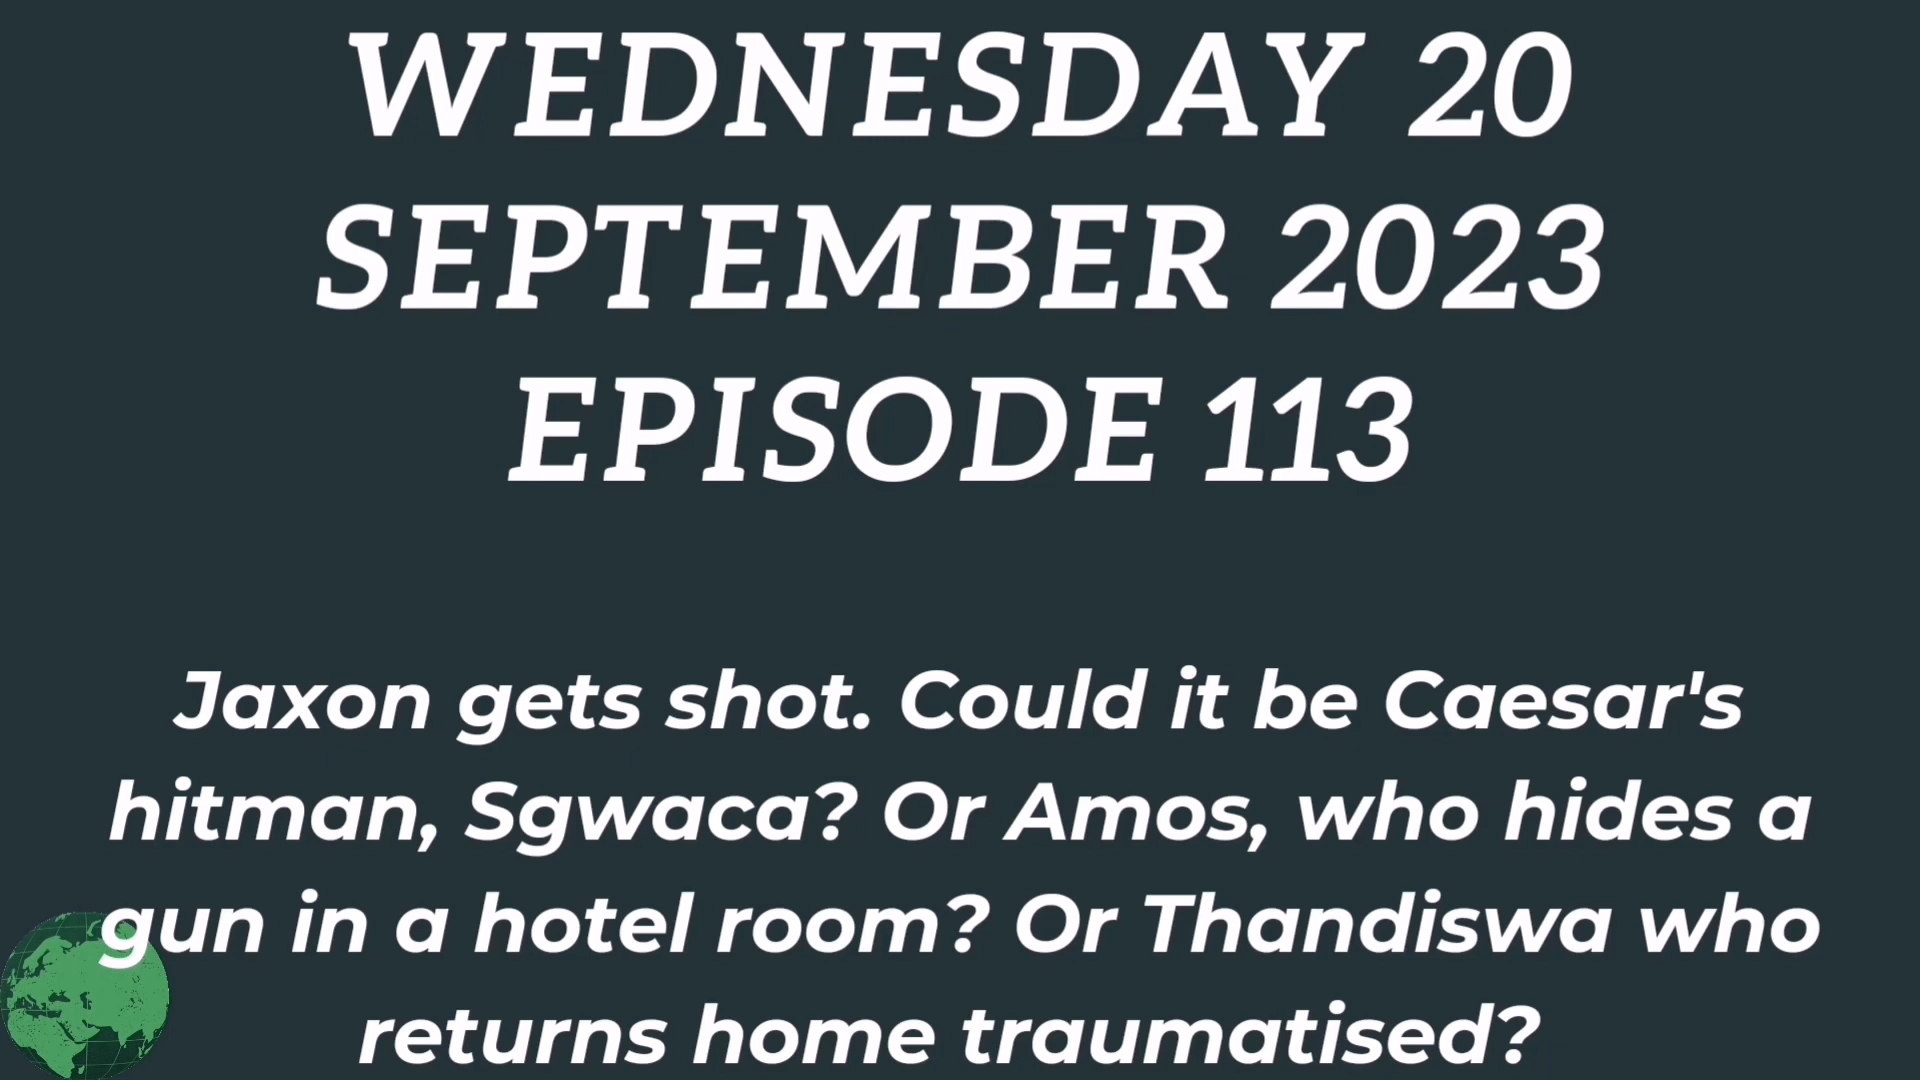 WEDNESDAY 20
SEPTEMBER 2023
EPISODE 113
Jaxon gets shot. Could it be Caesar's
hitman, Sgwaca? Or Amos, who hides a
gun in a hotel room? Or Thandiswa who
returns home traumatised?